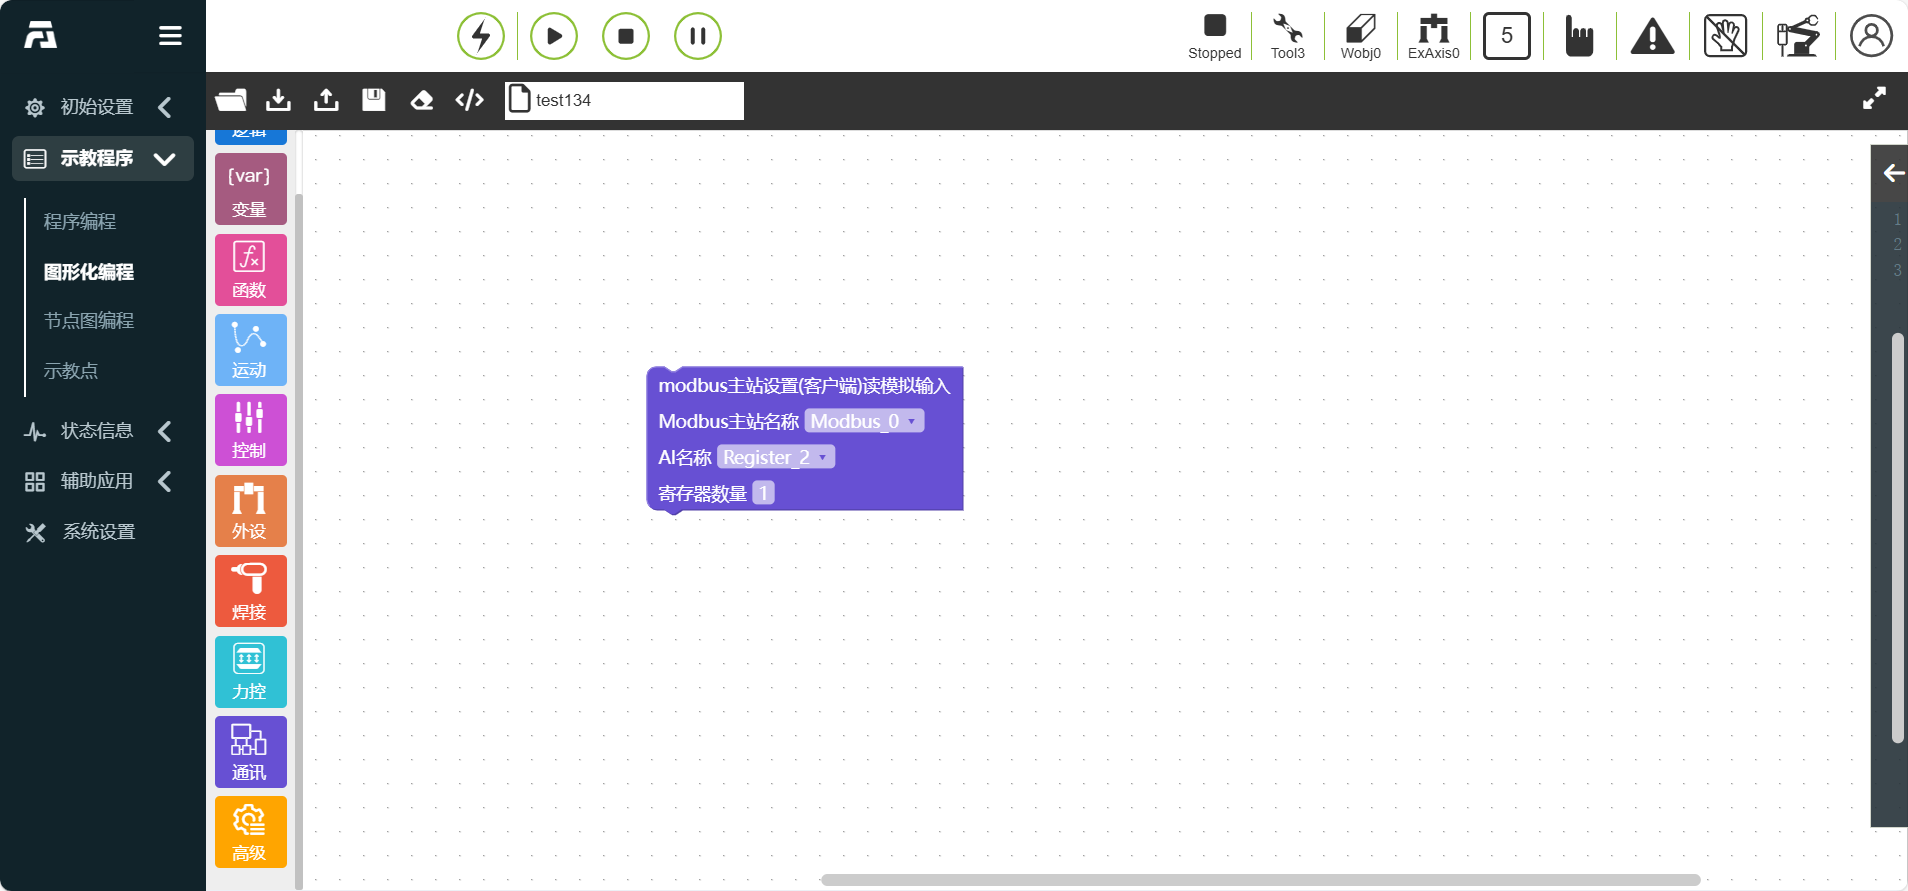 Stopped
Tool3
Wobj0
ExAxis0
5
test134
初始设置
示教程序
程序编程
图形化编程
节点图编程
示教点
状态信息
辅助应用
系统设置
逻辑
{var}
变量
函数
运动
控制
外设
焊接
力控
通讯
高级
modbus主站设置(客户端)读模拟输入
Modbus主站名称 Modbus_0
AI名称 Register_2
寄存器数量 1
1
2
3